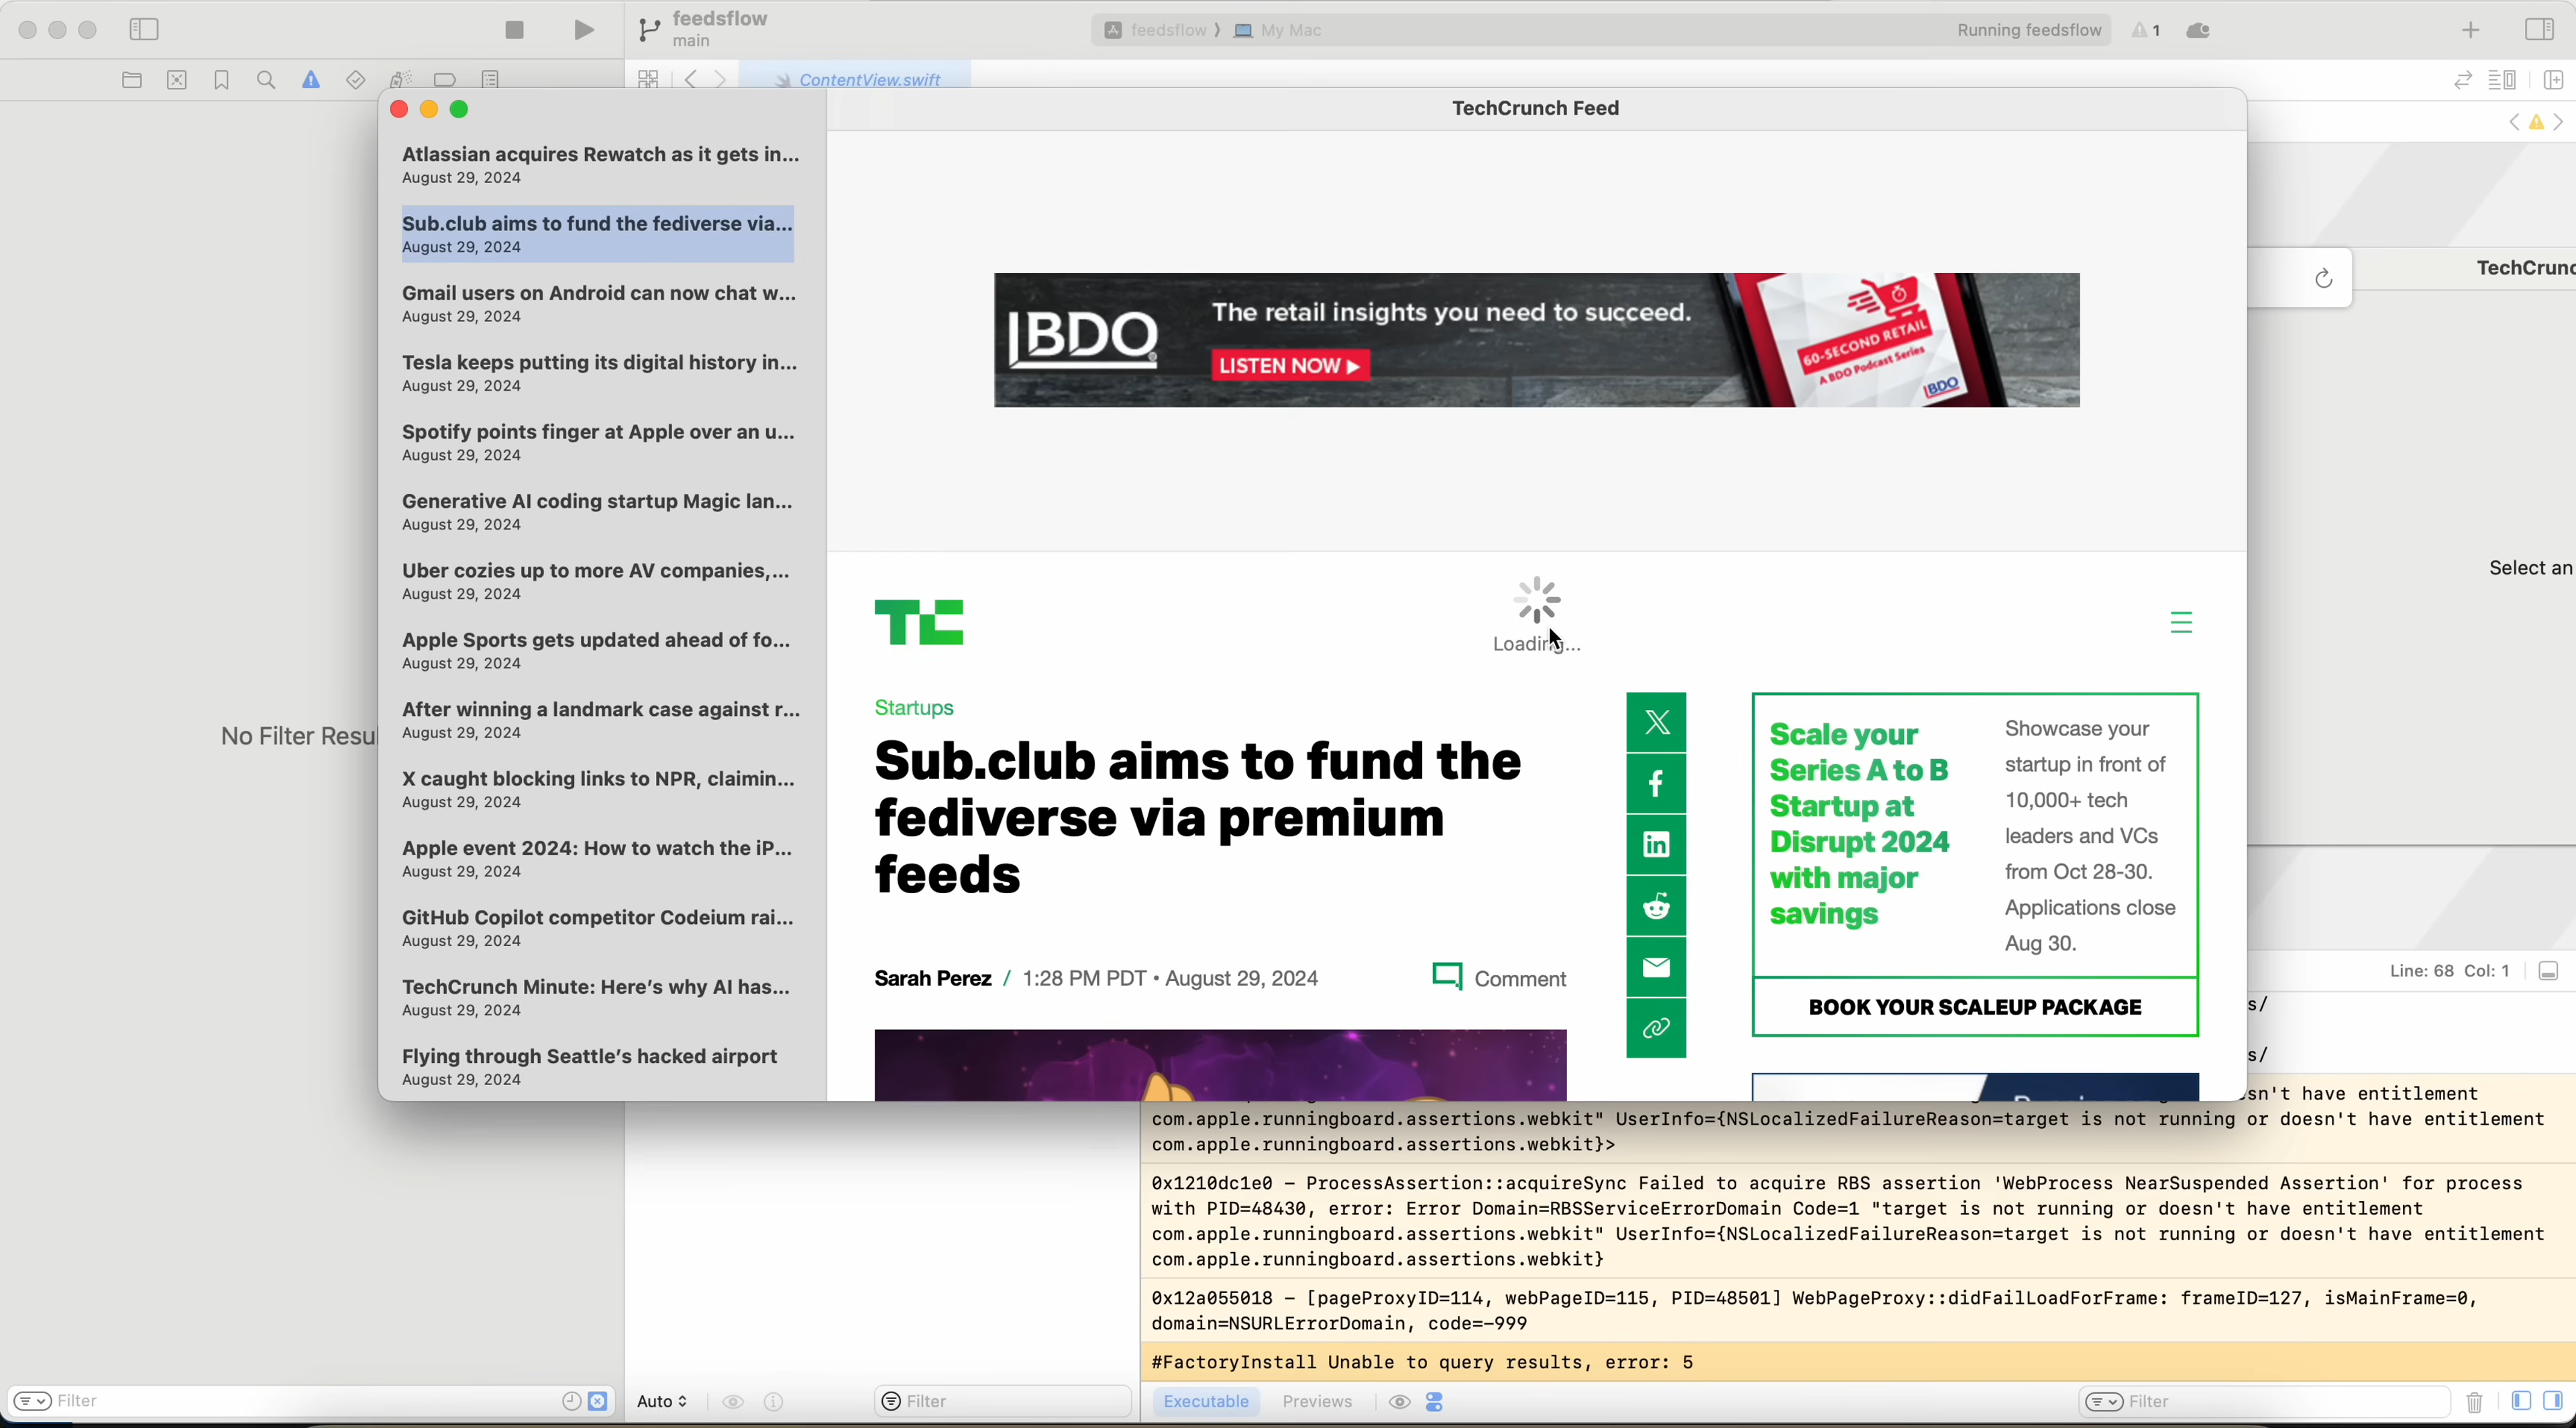 feedsflow
main
feedsflow
My Mac
Running feedsflow
1
ContentView.swift
TechCrunch Feed
Atlassian acquires Rewatch as it gets in...
August 29, 2024
Sub.club aims to fund the fediverse via...
August 29, 2024
Gmail users on Android can now chat w...
August 29, 2024
Tesla keeps putting its digital history in...
August 29, 2024
Spotify points finger at Apple over an u...
August 29, 2024
Generative AI coding startup Magic lan...
August 29, 2024
Uber cozies up to more AV companies,...
August 29, 2024
Apple Sports gets updated ahead of fo...
August 29, 2024
After winning a landmark case against r...
August 29, 2024
X caught blocking links to NPR, claimin...
August 29, 2024
Apple event 2024: How to watch the iP...
August 29, 2024
GitHub Copilot competitor Codeium rai...
August 29, 2024
TechCrunch Minute: Here’s why AI has...
August 29, 2024
Flying through Seattle’s hacked airport
August 29, 2024
No Filter Resul
BDO
The retail insights you need to succeed.
LISTEN NOW
60-SECOND RETAIL
A BDO Podcast Series
BDO
TC
Loading...
Startups
Sub.club aims to fund the
fediverse via premium
feeds
Sarah Perez / 1:28 PM PDT • August 29, 2024
Comment
Scale your
Series A to B
Startup at
Disrupt 2024
with major
savings
Showcase your
startup in front of
10,000+ tech
leaders and VCs
from Oct 28-30.
Applications close
Aug 30.
BOOK YOUR SCALEUP PACKAGE
TechCrunc
Select an
Line: 68 Col: 1
s/
s/
sn't have entitlement
com.apple.runningboard.assertions.webkit" UserInfo={NSLocalizedFailureReason=target is not running or doesn't have entitlement
com.apple.runningboard.assertions.webkit}>
0x1210dc1e0 - ProcessAssertion::acquireSync Failed to acquire RBS assertion 'WebProcess NearSuspended Assertion' for process
with PID=48430, error: Error Domain=RBSServiceErrorDomain Code=1 "target is not running or doesn't have entitlement
com.apple.runningboard.assertions.webkit" UserInfo={NSLocalizedFailureReason=target is not running or doesn't have entitlement
com.apple.runningboard.assertions.webkit}
0x12a055018 - [pageProxyID=114, webPageID=115, PID=48501] WebPageProxy::didFailLoadForFrame: frameID=127, isMainFrame=0,
domain=NSURLErrorDomain, code=-999
#FactoryInstall Unable to query results, error: 5
Filter
Auto
Filter
Executable
Previews
Filter